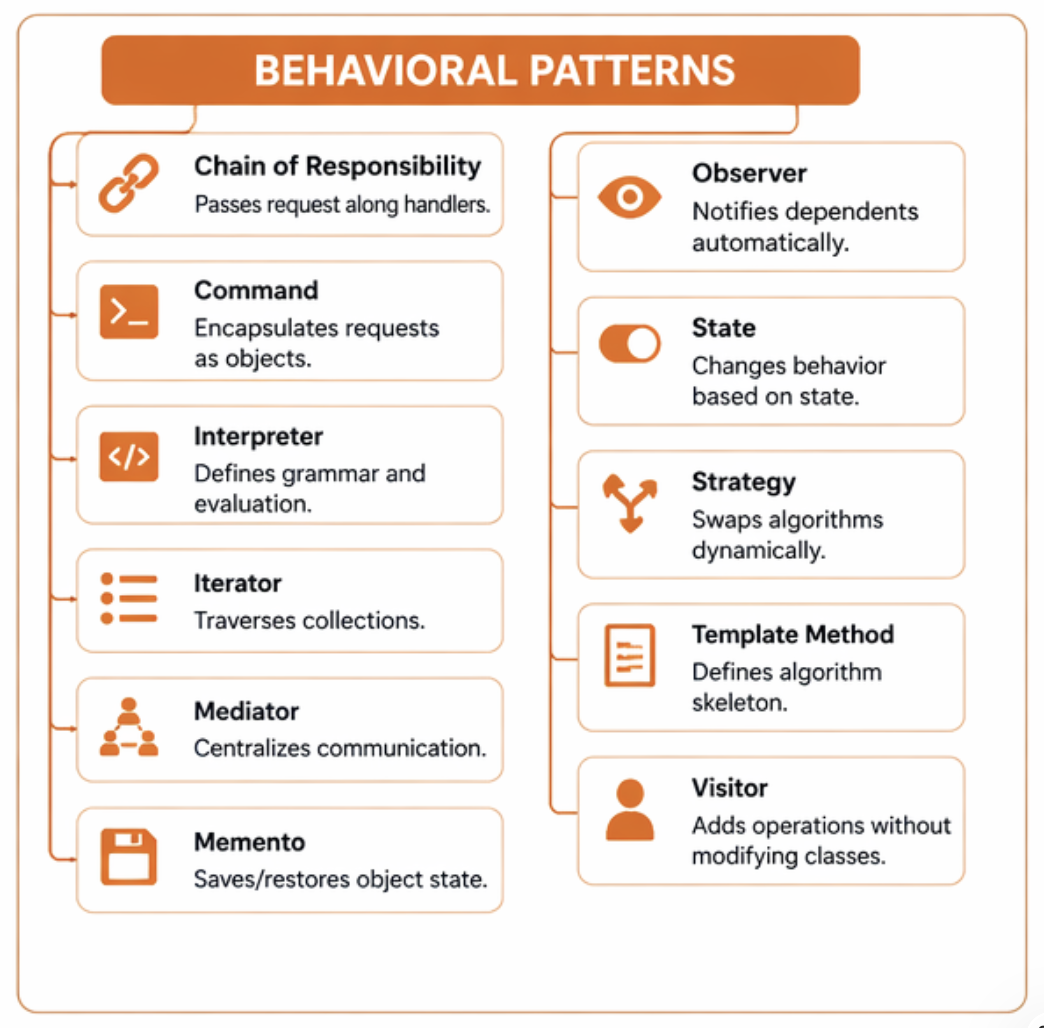 BEHAVIORAL PATTERNS
Chain of Responsibility
Passes request along handlers.
Command
Encapsulates requests
as objects.
Interpreter
</>
Defines grammar and
evaluation.
Iterator
Traverses collections.
Mediator
Centralizes communication.
Memento
Saves/restores object state.
Observer
Notifies dependents
automatically.
State
Changes behavior
based on state.
Strategy
Swaps algorithms
dynamically.
Template Method
Defines algorithm
skeleton.
Visitor
Adds operations without
modifying classes.